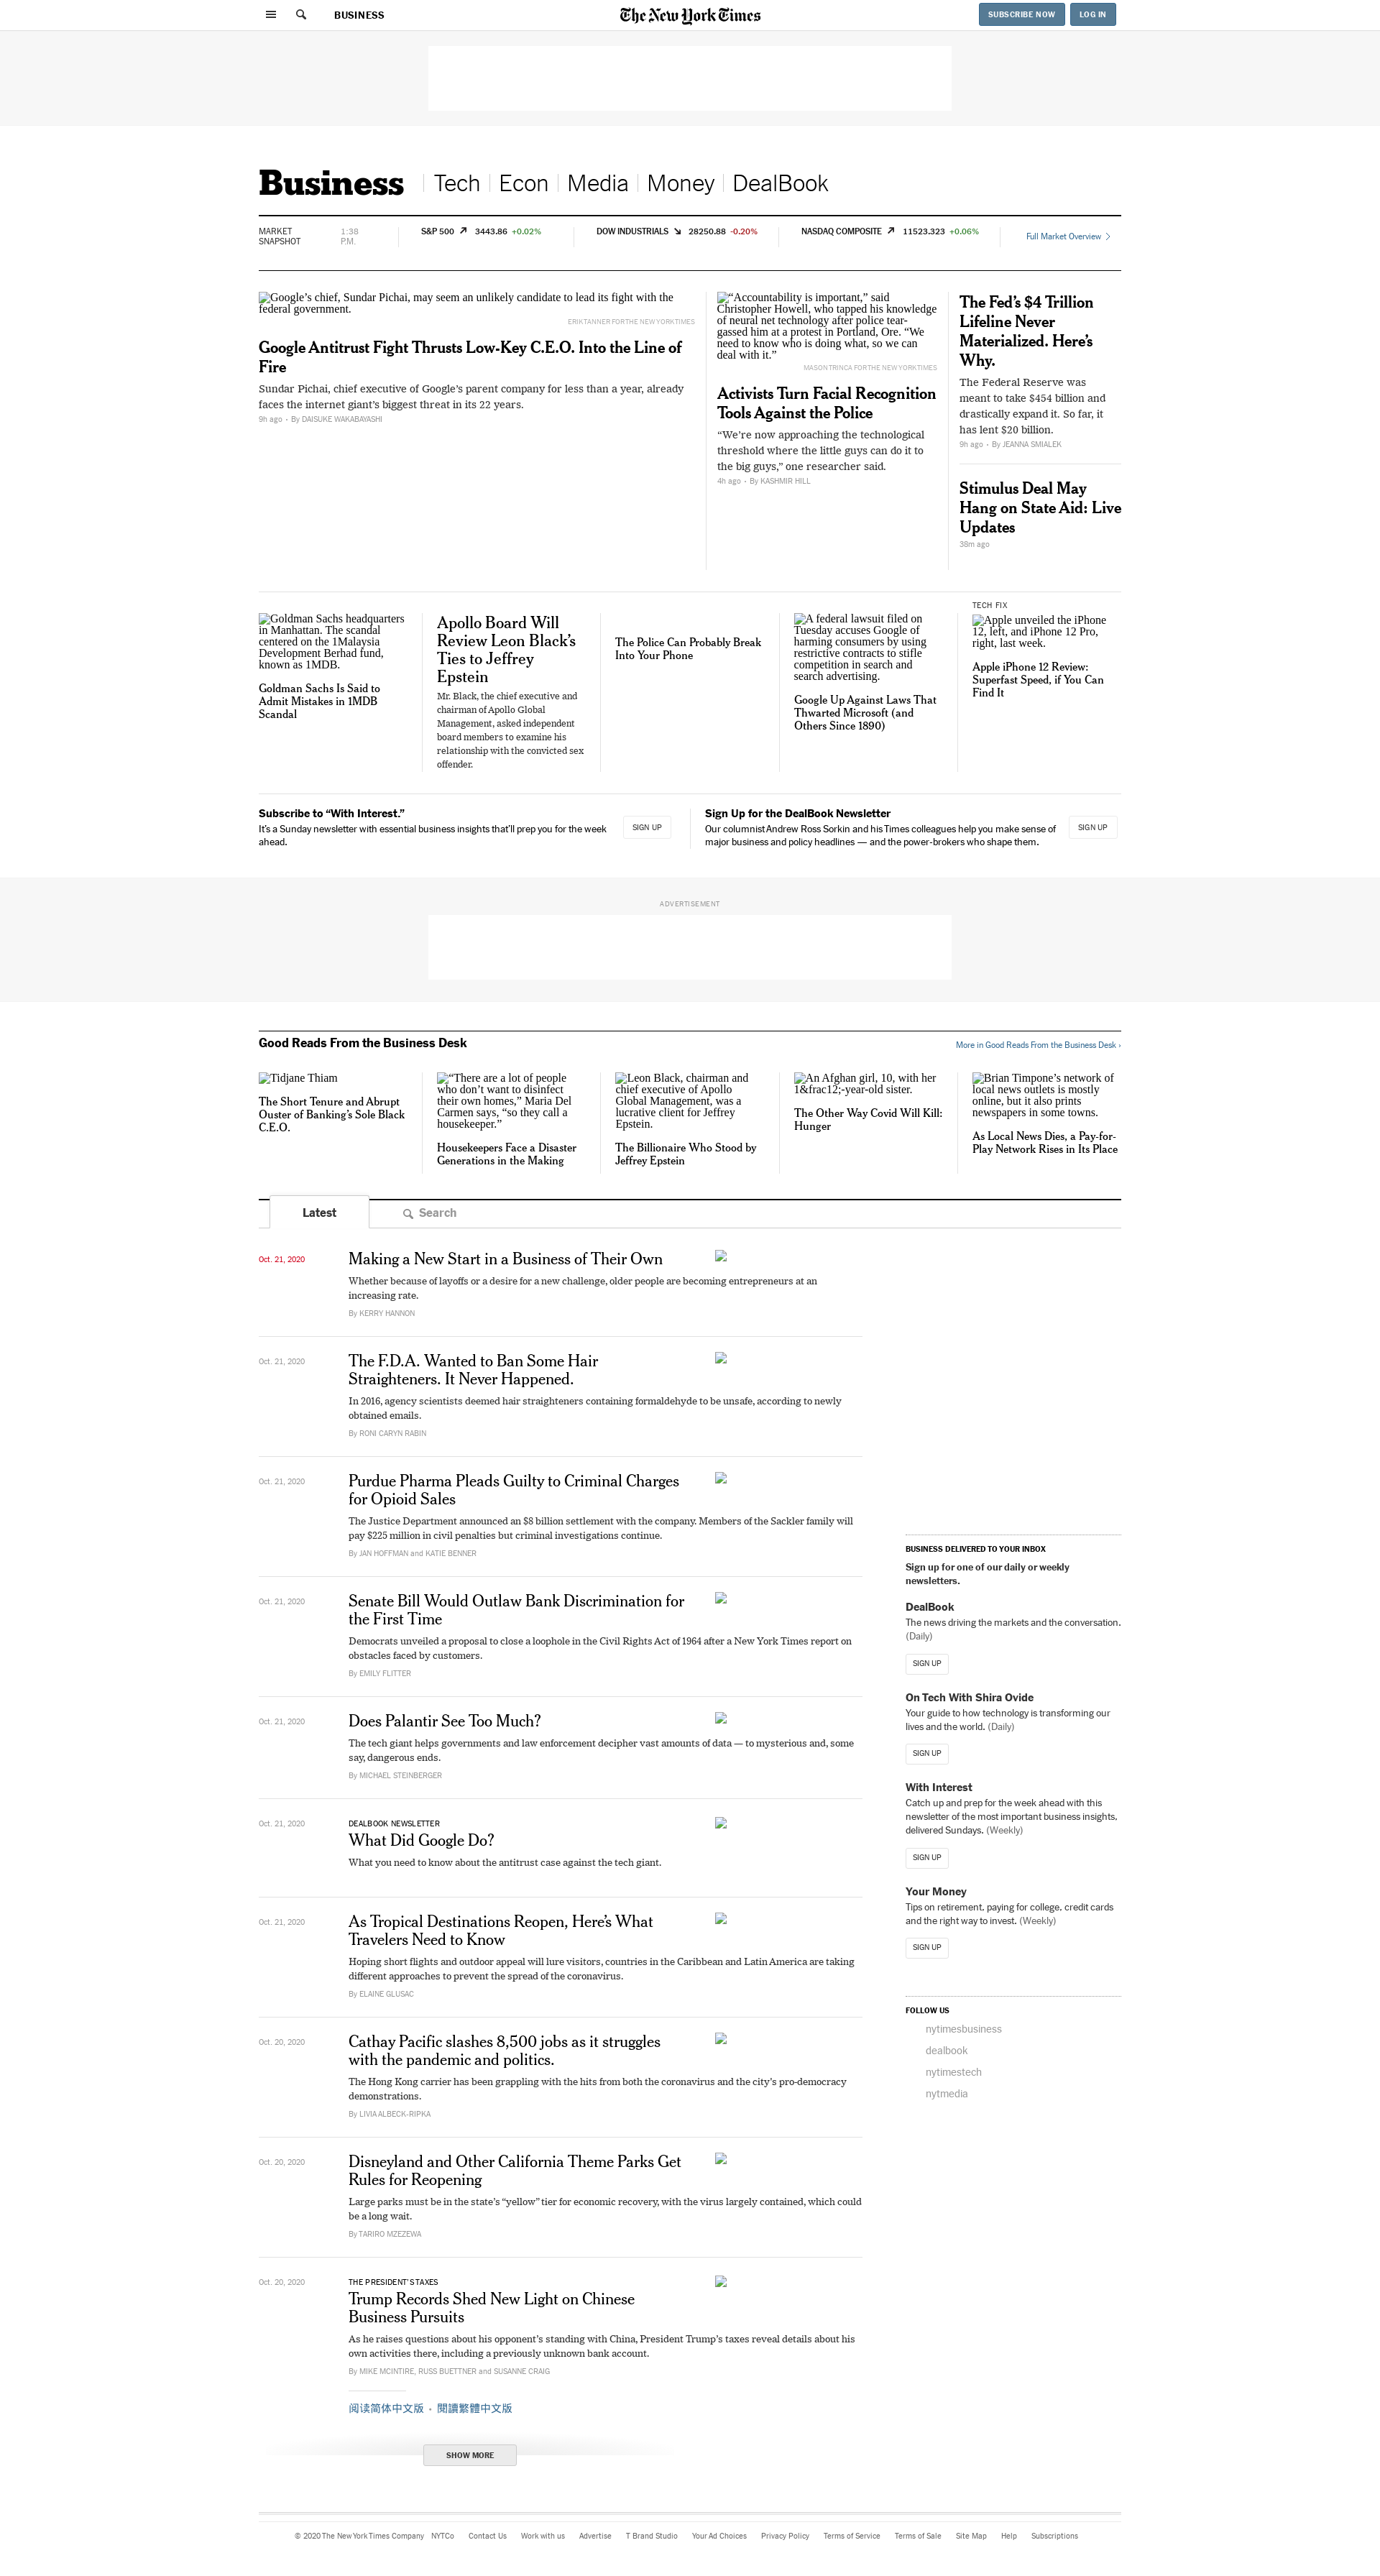 BUSINESS
The New York Times
SUBSCRIBE NOW
LOG IN
Business
Tech
Econ
Media
Money
DealBook
MARKET
SNAPSHOT
1:38
P.M.
S&P 500 3443.86 +0.02%
DOW INDUSTRIALS 28250.88 -0.20%
NASDAQ COMPOSITE 11523.323 +0.06%
Full Market Overview
Google’s chief, Sundar Pichai, may seem an unlikely candidate to lead its fight with the
federal government.
ERIK TANNER FOR THE NEW YORK TIMES
Google Antitrust Fight Thrusts Low-Key C.E.O. Into the Line of
Fire
Sundar Pichai, chief executive of Google’s parent company for less than a year, already
faces the internet giant’s biggest threat in its 22 years.
9h ago • By DAISUKE WAKABAYASHI
“Accountability is important,” said
Christopher Howell, who tapped his knowledge
of neural net technology after police tear-
gassed him at a protest in Portland, Ore. “We
need to know who is doing what, so we can
deal with it.”
MASON TRINCA FOR THE NEW YORK TIMES
Activists Turn Facial Recognition
Tools Against the Police
“We’re now approaching the technological
threshold where the little guys can do it to
the big guys,” one researcher said.
4h ago • By KASHMIR HILL
The Fed’s $4 Trillion
Lifeline Never
Materialized. Here’s
Why.
The Federal Reserve was
meant to take $454 billion and
drastically expand it. So far, it
has lent $20 billion.
9h ago • By JEANNA SMIALEK
Stimulus Deal May
Hang on State Aid: Live
Updates
38m ago
Goldman Sachs headquarters
in Manhattan. The scandal
centered on the 1Malaysia
Development Berhad fund,
known as 1MDB.
Goldman Sachs Is Said to
Admit Mistakes in 1MDB
Scandal
Apollo Board Will
Review Leon Black’s
Ties to Jeffrey
Epstein
Mr. Black, the chief executive and
chairman of Apollo Global
Management, asked independent
board members to examine his
relationship with the convicted sex
offender.
The Police Can Probably Break
Into Your Phone
A federal lawsuit filed on
Tuesday accuses Google of
harming consumers by using
restrictive contracts to stifle
competition in search and
search advertising.
Google Up Against Laws That
Thwarted Microsoft (and
Others Since 1890)
TECH FIX
Apple unveiled the iPhone
12, left, and iPhone 12 Pro,
right, last week.
Apple iPhone 12 Review:
Superfast Speed, if You Can
Find It
Subscribe to “With Interest.”
It’s a Sunday newsletter with essential business insights that’ll prep you for the week
ahead.
SIGN UP
Sign Up for the DealBook Newsletter
Our columnist Andrew Ross Sorkin and his Times colleagues help you make sense of
major business and policy headlines — and the power-brokers who shape them.
SIGN UP
ADVERTISEMENT
Good Reads From the Business Desk
More in Good Reads From the Business Desk ›
Tidjane Thiam
The Short Tenure and Abrupt
Ouster of Banking’s Sole Black
C.E.O.
“There are a lot of people
who don’t want to disinfect
their own homes,” Maria Del
Carmen says, “so they call a
housekeeper.”
Housekeepers Face a Disaster
Generations in the Making
Leon Black, chairman and
chief executive of Apollo
Global Management, was a
lucrative client for Jeffrey
Epstein.
The Billionaire Who Stood by
Jeffrey Epstein
An Afghan girl, 10, with her
1&frac12;-year-old sister.
The Other Way Covid Will Kill:
Hunger
Brian Timpone’s network of
local news outlets is mostly
online, but it also prints
newspapers in some towns.
As Local News Dies, a Pay-for-
Play Network Rises in Its Place
Latest
Search
Oct. 21, 2020
Making a New Start in a Business of Their Own
Whether because of layoffs or a desire for a new challenge, older people are becoming entrepreneurs at an
increasing rate.
By KERRY HANNON
Oct. 21, 2020
The F.D.A. Wanted to Ban Some Hair
Straighteners. It Never Happened.
In 2016, agency scientists deemed hair straighteners containing formaldehyde to be unsafe, according to newly
obtained emails.
By RONI CARYN RABIN
Oct. 21, 2020
Purdue Pharma Pleads Guilty to Criminal Charges
for Opioid Sales
The Justice Department announced an $8 billion settlement with the company. Members of the Sackler family will
pay $225 million in civil penalties but criminal investigations continue.
By JAN HOFFMAN and KATIE BENNER
Oct. 21, 2020
Senate Bill Would Outlaw Bank Discrimination for
the First Time
Democrats unveiled a proposal to close a loophole in the Civil Rights Act of 1964 after a New York Times report on
obstacles faced by customers.
By EMILY FLITTER
Oct. 21, 2020
Does Palantir See Too Much?
The tech giant helps governments and law enforcement decipher vast amounts of data — to mysterious and, some
say, dangerous ends.
By MICHAEL STEINBERGER
Oct. 21, 2020
DEALBOOK NEWSLETTER
What Did Google Do?
What you need to know about the antitrust case against the tech giant.
Oct. 21, 2020
As Tropical Destinations Reopen, Here’s What
Travelers Need to Know
Hoping short flights and outdoor appeal will lure visitors, countries in the Caribbean and Latin America are taking
different approaches to prevent the spread of the coronavirus.
By ELAINE GLUSAC
Oct. 20, 2020
Cathay Pacific slashes 8,500 jobs as it struggles
with the pandemic and politics.
The Hong Kong carrier has been grappling with the hits from both the coronavirus and the city’s pro-democracy
demonstrations.
By LIVIA ALBECK-RIPKA
Oct. 20, 2020
Disneyland and Other California Theme Parks Get
Rules for Reopening
Large parks must be in the state’s “yellow” tier for economic recovery, with the virus largely contained, which could
be a long wait.
By TARIRO MZEZEWA
Oct. 20, 2020
THE PRESIDENT’S TAXES
Trump Records Shed New Light on Chinese
Business Pursuits
As he raises questions about his opponent’s standing with China, President Trump’s taxes reveal details about his
own activities there, including a previously unknown bank account.
By MIKE MCINTIRE, RUSS BUETTNER and SUSANNE CRAIG
阅读简体中文版 • 閱讀繁體中文版
SHOW MORE
BUSINESS DELIVERED TO YOUR INBOX
Sign up for one of our daily or weekly
newsletters.
DealBook
The news driving the markets and the conversation.
(Daily)
SIGN UP
On Tech With Shira Ovide
Your guide to how technology is transforming our
lives and the world. (Daily)
SIGN UP
With Interest
Catch up and prep for the week ahead with this
newsletter of the most important business insights,
delivered Sundays. (Weekly)
SIGN UP
Your Money
Tips on retirement, paying for college, credit cards
and the right way to invest. (Weekly)
SIGN UP
FOLLOW US
nytimesbusiness
dealbook
nytimestech
nytmedia
© 2020 The New York Times Company NYTCo Contact Us Work with us Advertise T Brand Studio Your Ad Choices Privacy Policy Terms of Service Terms of Sale Site Map Help Subscriptions